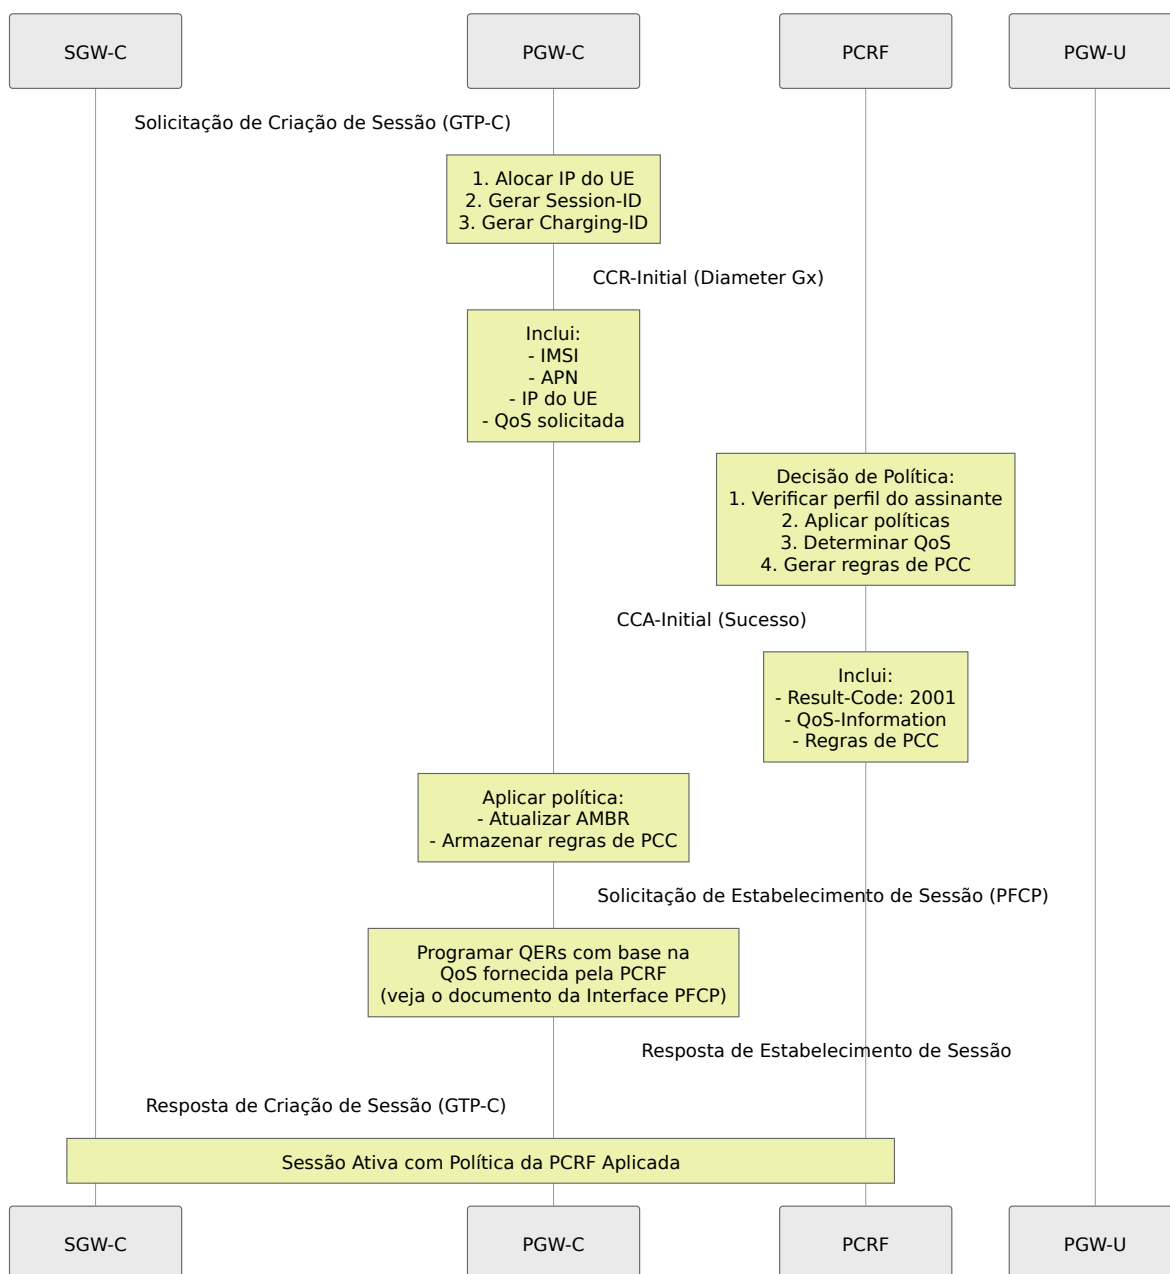 SGW-C
PGW-C
PCRF
PGW-U
Solicitação de Criação de Sessão (GTP-C)
1. Alocar IP do UE
2. Gerar Session-ID
3. Gerar Charging-ID
CCR-Initial (Diameter Gx)
Inclui:
- IMSI
- APN
- IP do UE
- QoS solicitada
Decisão de Política:
1. Verificar perfil do assinante
2. Aplicar políticas
3. Determinar QoS
4. Gerar regras de PCC
CCA-Initial (Sucesso)
Inclui:
- Result-Code: 2001
- QoS-Information
- Regras de PCC
Aplicar política:
- Atualizar AMBR
- Armazenar regras de PCC
Solicitação de Estabelecimento de Sessão (PFCP)
Programar QERs com base na
QoS fornecida pela PCRF
(veja o documento da Interface PFCP)
Resposta de Estabelecimento de Sessão
Resposta de Criação de Sessão (GTP-C)
Sessão Ativa com Política da PCRF Aplicada
SGW-C
PGW-C
PCRF
PGW-U